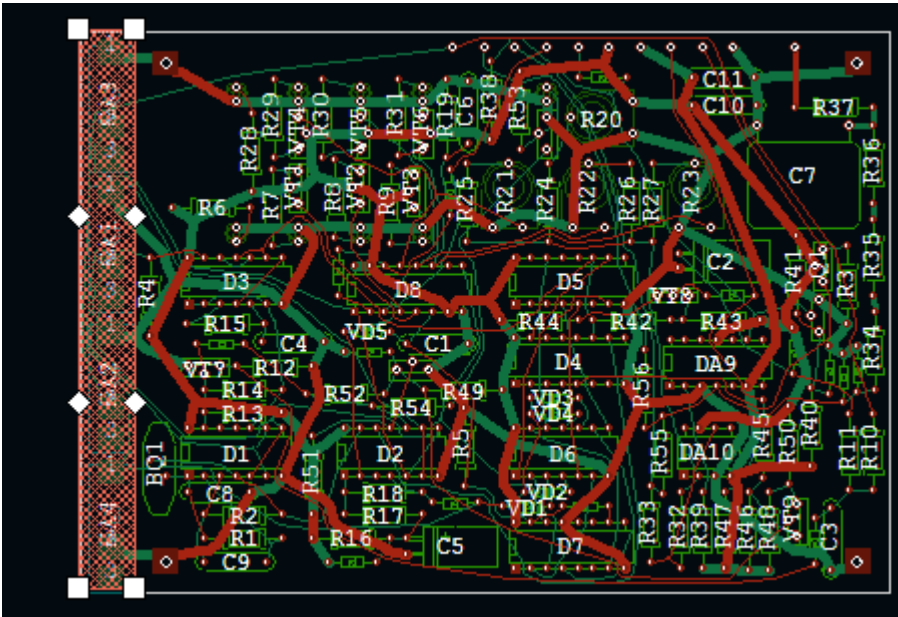 C11
C10
R37
R29
R30
R31
R19
C6
R38
R53
R20
R28
VT4
VT6
R36
C7
R7
VT1
R8
VT2
R9
VT3
R25
R21
R24
R22
R26
R27
R23
R6
R35
R4
D3
D8
D5
C2
R41
R3
VT8
R15
VD5
C4
C1
R44
R42
R43
R34
VT7
R12
D4
DA9
R14
R52
R49
R56
R13
R54
VD3
VD4
R45
R50
R40
BQ1
D1
R51
D2
R5
D6
R55
DA10
R11
R10
C8
R18
VD2
R2
R17
VD1
R33
R32
R39
R47
R46
R48
VT9
C3
R1
R16
C5
D7
C9